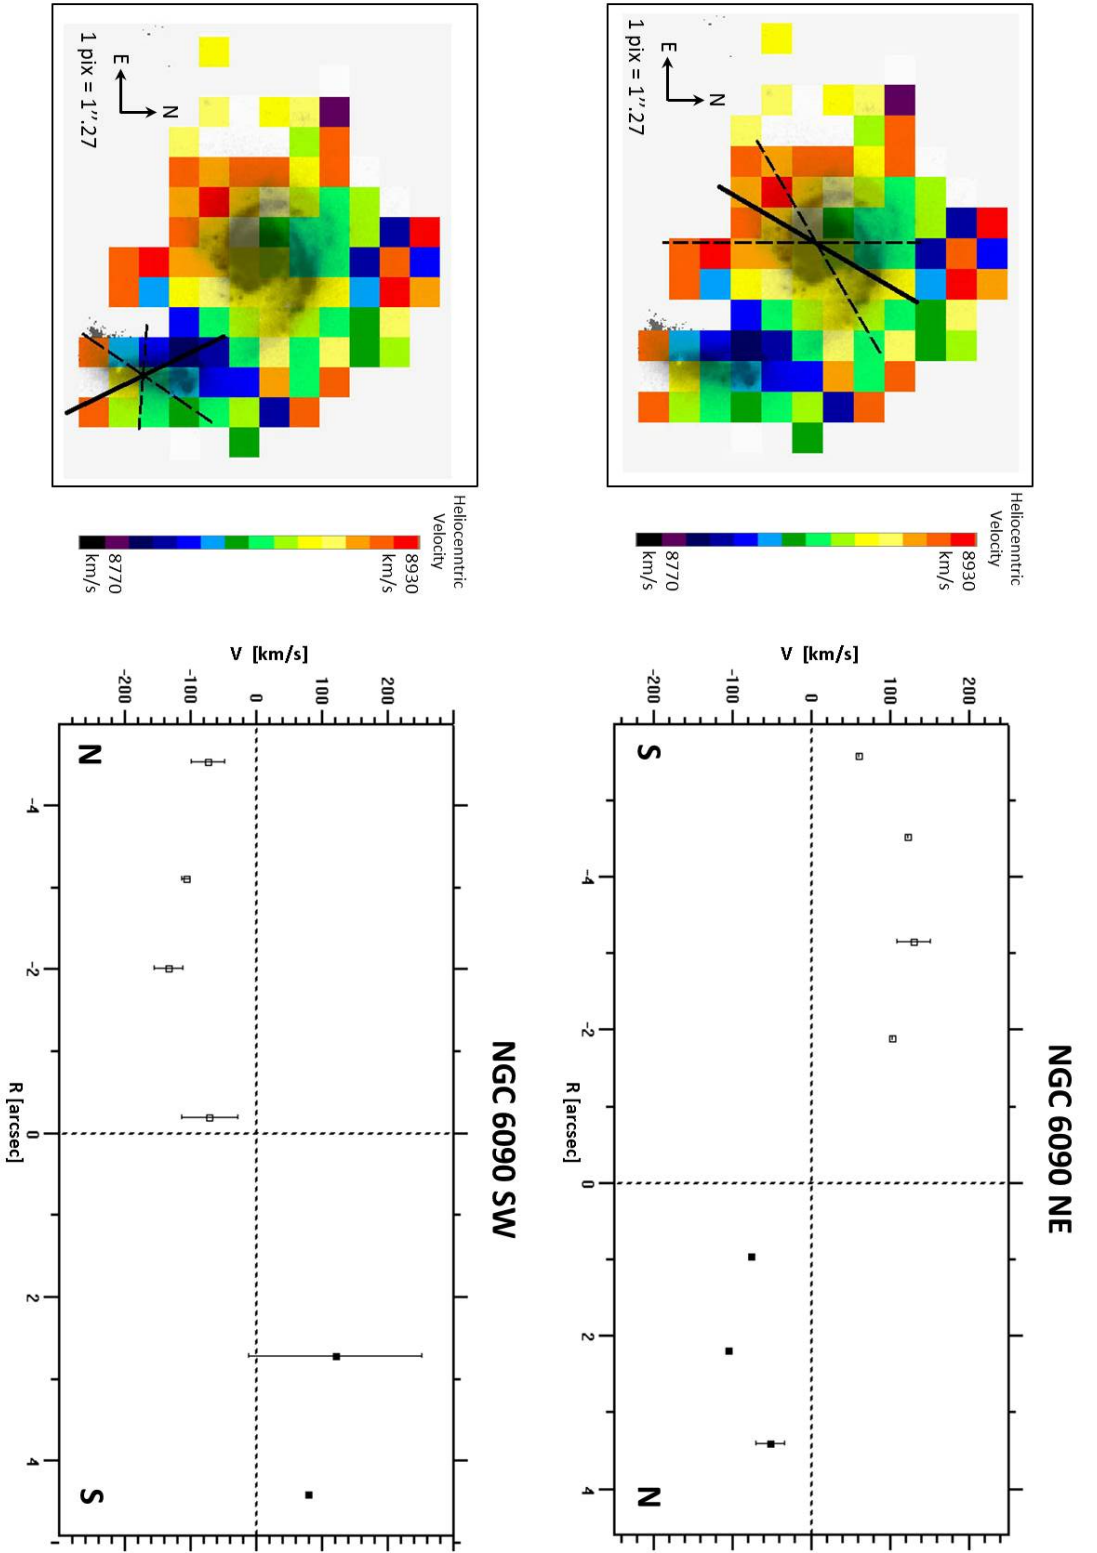 NGC 6090 NE
Heliocenntric
Velocity
8930
km/s
8770
km/s
N
E
1 pix = 1’’.27
V [km/s]
200
100
0
-100
-200
S
N
-4
-2
0
2
4
R [arcsec]
NGC 6090 SW
Heliocenntric
Velocity
8930
km/s
8770
km/s
N
E
1 pix = 1’’.27
V [km/s]
200
100
0
-100
-200
N
S
-4
-2
0
2
4
R [arcsec]